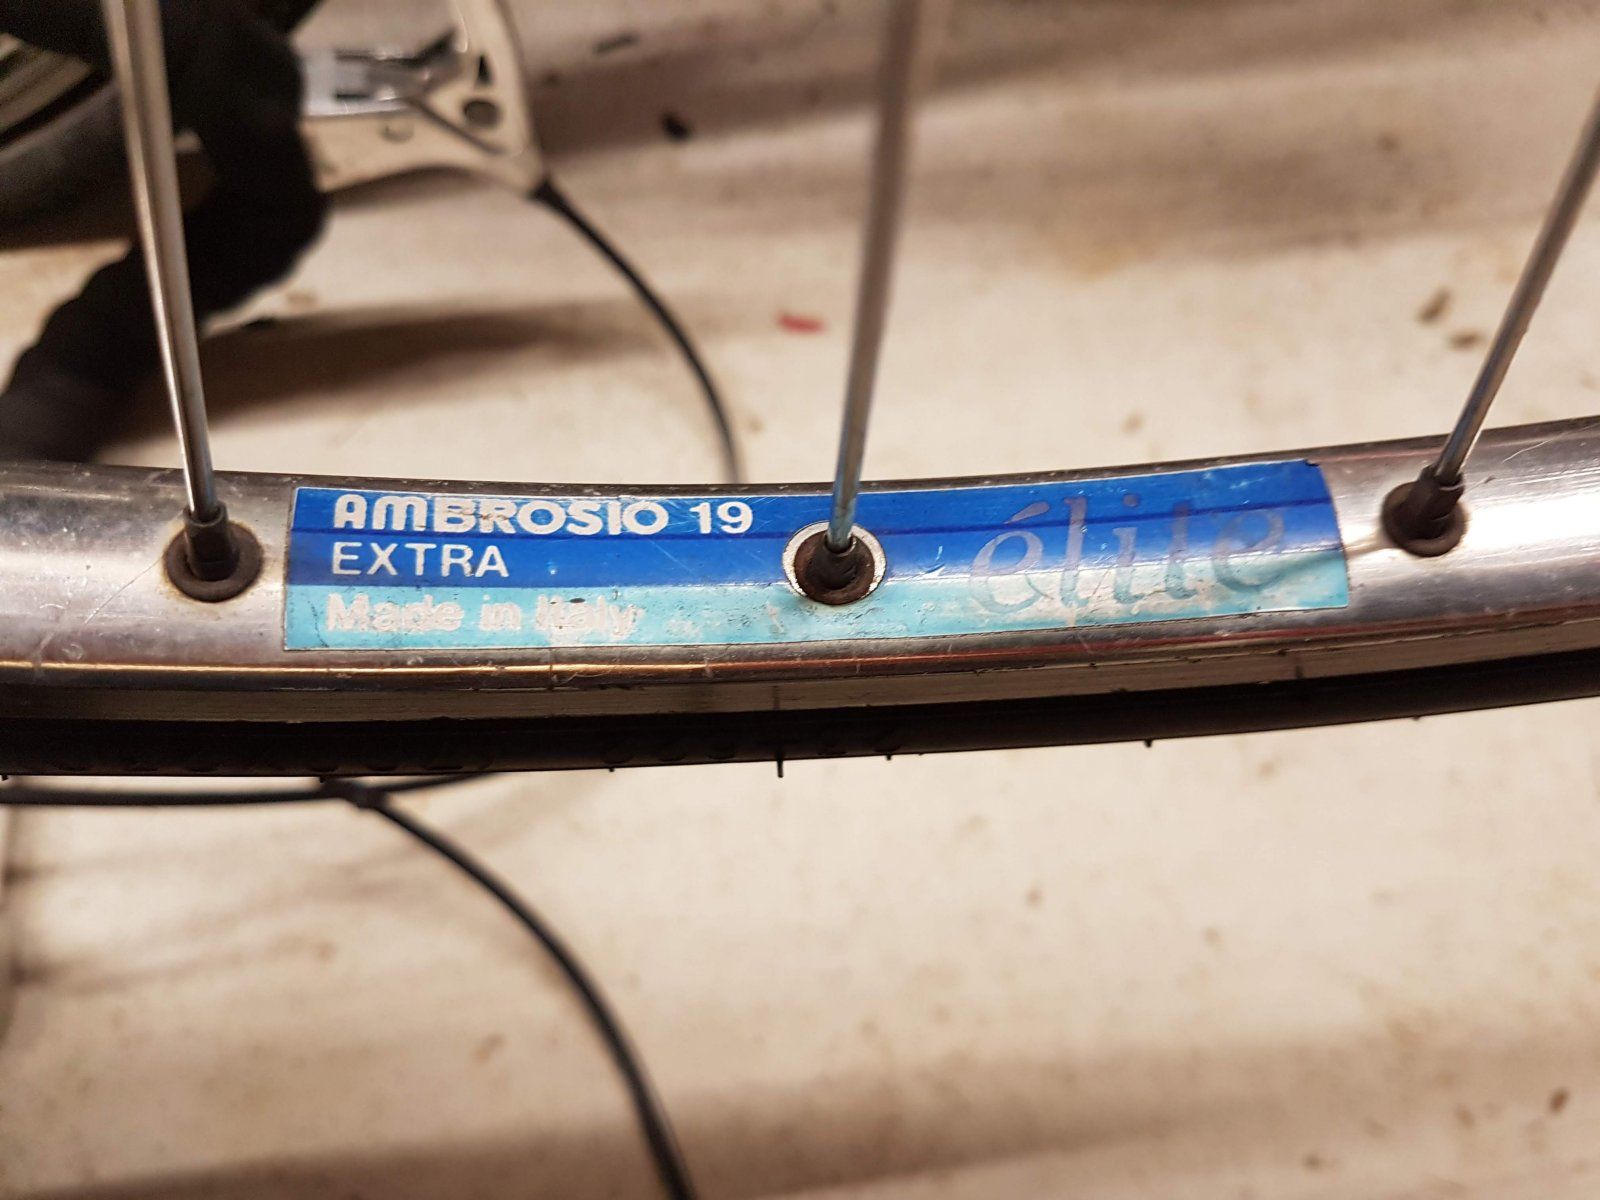 AMBROSIO 19
EXTRA
Made in Italy
élite